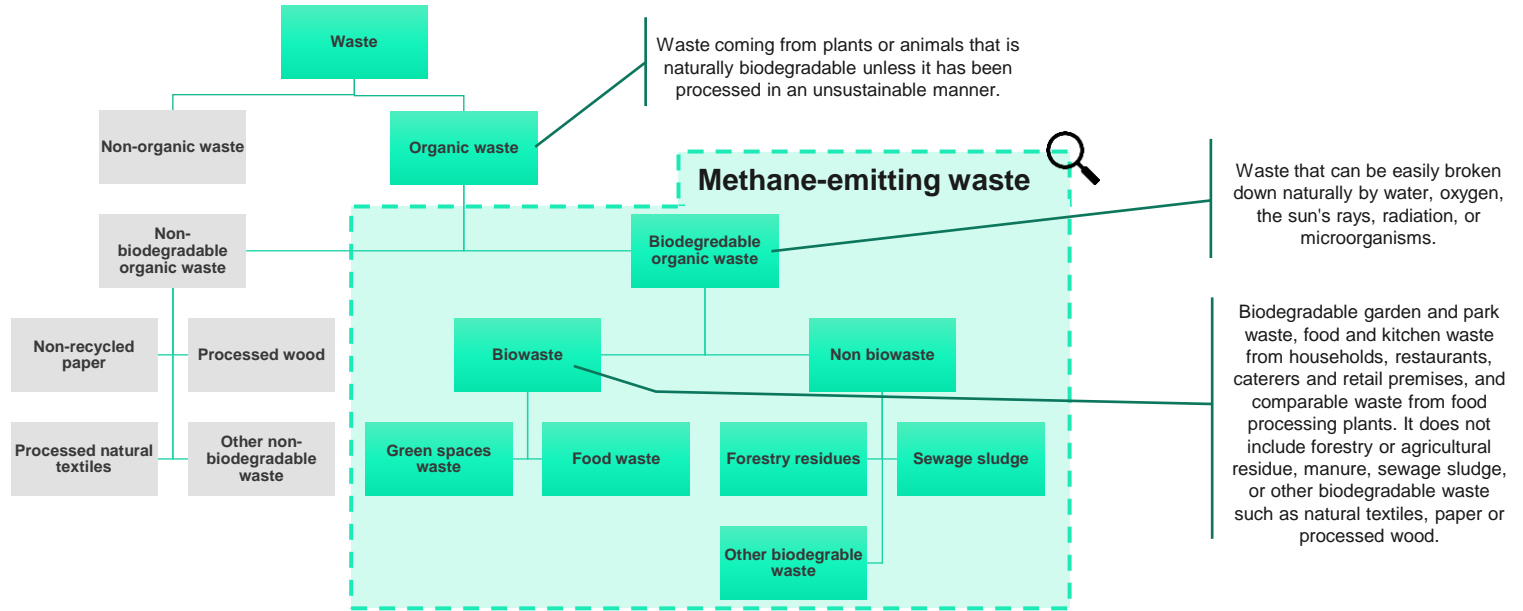 Waste
Waste coming from plants or animals that is
naturally biodegradable unless it has been
processed in an unsustainable manner.
Non-organic waste
Organic waste
Methane-emitting waste
Waste that can be easily broken
down naturally by water, oxygen,
the sun's rays, radiation, or
microorganisms.
Non-
biodegradable
organic waste
Biodegredable
organic waste
Biodegradable garden and park
waste, food and kitchen waste
from households, restaurants,
caterers and retail premises, and
comparable waste from food
processing plants. It does not
include forestry or agricultural
residue, manure, sewage sludge,
or other biodegradable waste
such as natural textiles, paper or
processed wood.
Non-recycled
paper
Processed wood
Biowaste
Non biowaste
Processed natural
textiles
Other non-
biodegradable
waste
Green spaces
waste
Food waste
Forestry residues
Sewage sludge
Other biodegrable
waste